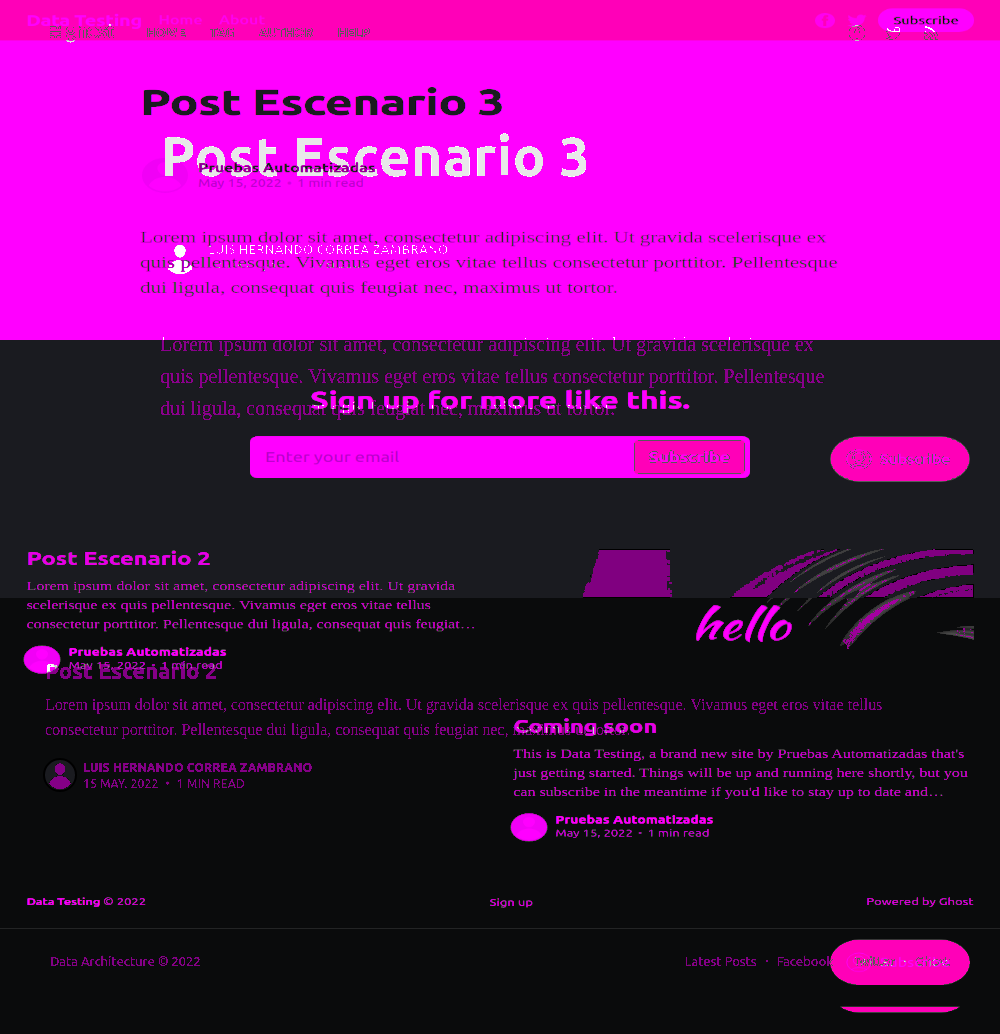 Data Testing Home About Subscribe
Post Escenario 3
Post Escenario 3
Pruebas Automatizadas
May 15, 2022 • 1 min read
Lorem ipsum dolor sit amet, consectetur adipiscing elit. Ut gravida scelerisque ex
LUIS HERNANDO CORREA ZAMBRANO
quis pellentesque. Vivamus eget eros vitae tellus consectetur porttitor. Pellentesque
dui ligula, consequat quis feugiat nec, maximus ut tortor.
Lorem ipsum dolor sit amet, consectetur adipiscing elit. Ut gravida scelerisque ex
quis pellentesque. Vivamus eget eros vitae tellus consectetur porttitor. Pellentesque
Sign up for more like this.
dui ligula, consequat quis feugiat nec, maximus ut tortor.
Enter your email Subscribe Subscribe
Post Escenario 2
Lorem ipsum dolor sit amet, consectetur adipiscing elit. Ut gravida
scelerisque ex quis pellentesque. Vivamus eget eros vitae tellus
consectetur porttitor. Pellentesque dui ligula, consequat quis feugiat…
hello
Pruebas Automatizadas
May 15, 2022 • 1 min read
Post Escenario 2
Lorem ipsum dolor sit amet, consectetur adipiscing elit. Ut gravida scelerisque ex quis pellentesque. Vivamus eget eros vitae tellus
consectetur porttitor. Pellentesque dui ligula, consequat quis feugiat nec,
Coming soon
This is Data Testing, a brand new site by Pruebas Automatizadas that's
just getting started. Things will be up and running here shortly, but you
can subscribe in the meantime if you'd like to stay up to date and…
LUIS HERNANDO CORREA ZAMBRANO
15 MAY. 2022 • 1 MIN READ
Pruebas Automatizadas
May 15, 2022 • 1 min read
Data Testing © 2022 Sign up Powered by Ghost
Data Architecture © 2022 Latest Posts • Facebook